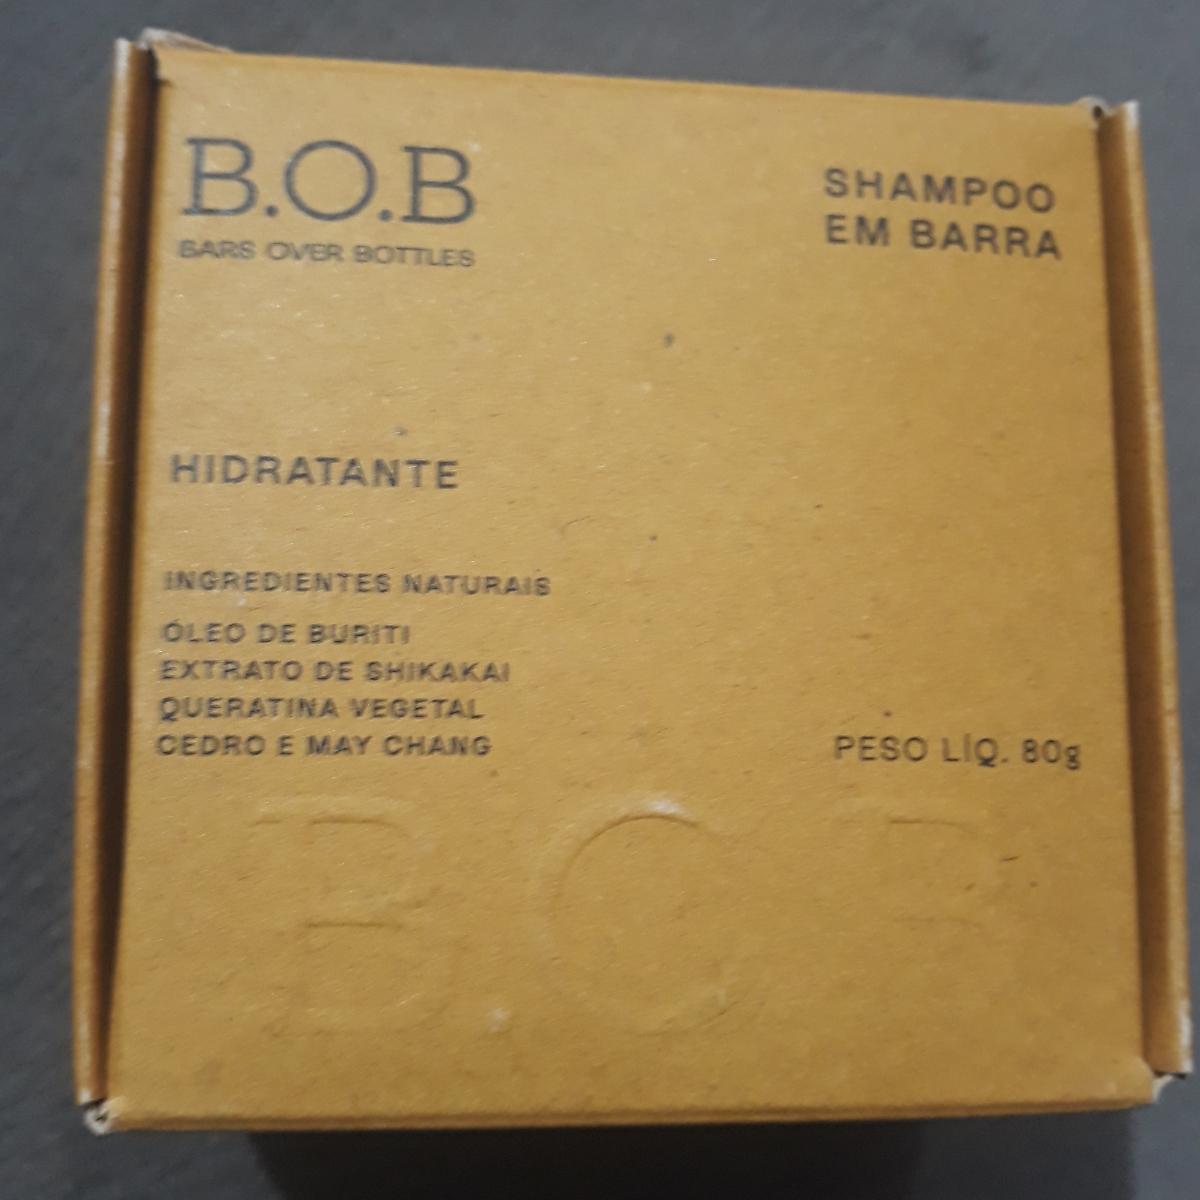 B.O.B
BARS OVER BOTTLES
SHAMPOO
EM BARRA
HIDRATANTE
INGREDIENTES NATURAIS
ÓLEO DE BURITI
EXTRATO DE SHIKAKAI
QUERATINA VEGETAL
CEDRO E MAY CHANG
PESO LÍQ. 80g
B.O.B